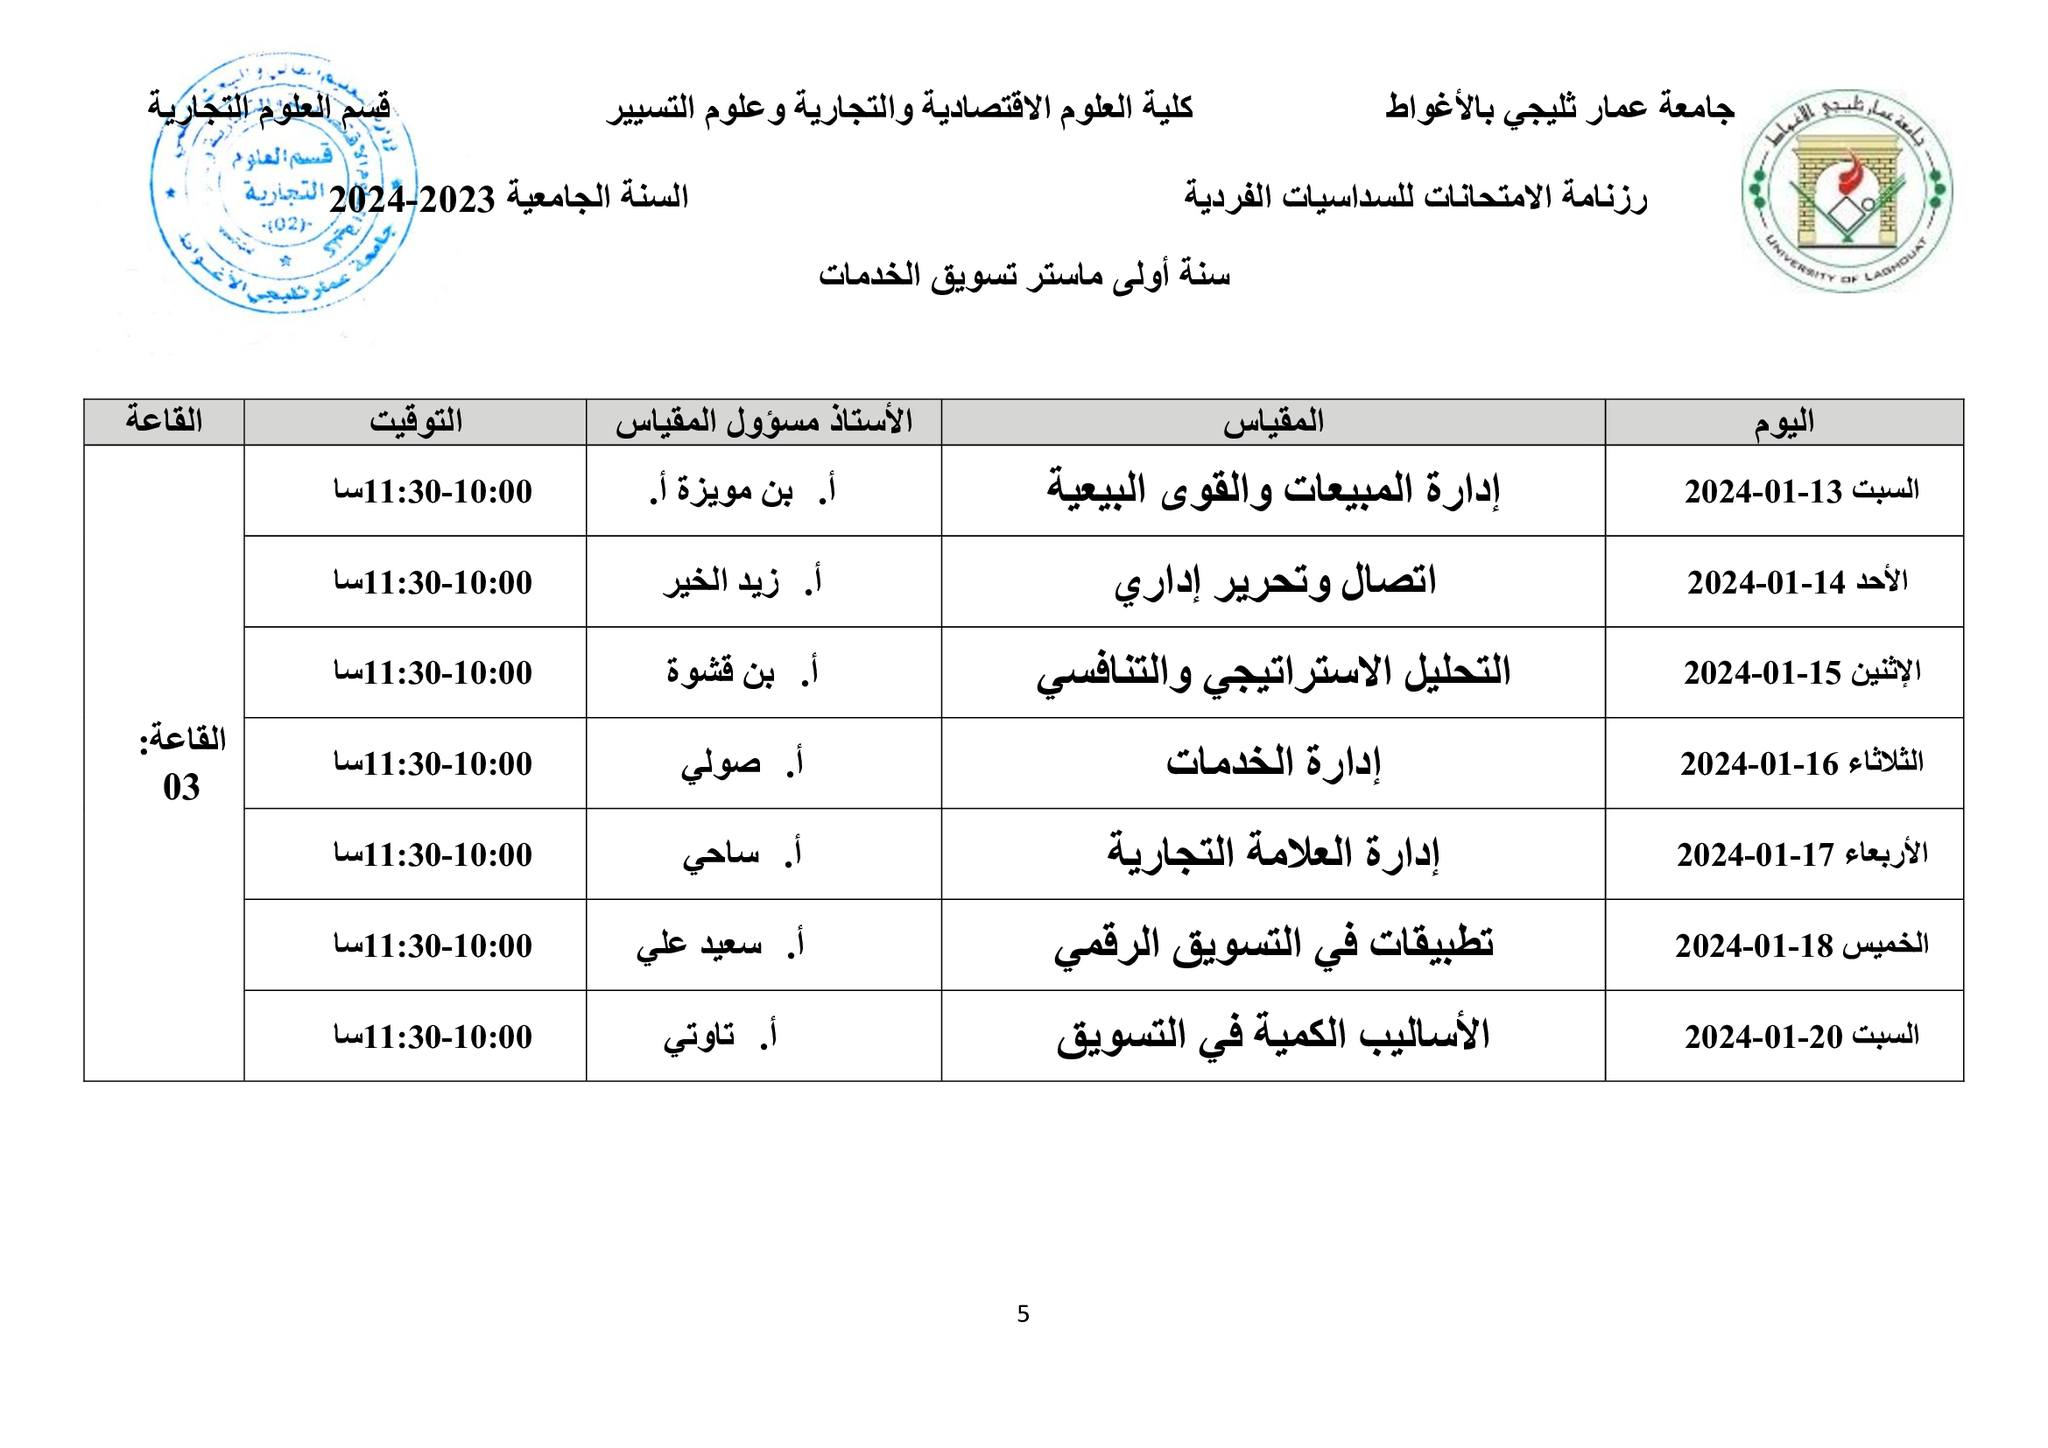 جامعة عمار ثليجي بالأغواط كلية العلوم الاقتصادية والتجارية وعلوم التسيير قسم العلوم التجارية
رزنامة الامتحانات للسداسيات الفردية السنة الجامعية 2023-2024
سنة أولى ماستر تسويق الخدمات
جامعة عمار ثليجي الأغواط
UNIVERSITY OF LAGHOUAT
قسم العلوم
التجارية
-(02)-
جامعة عمار ثليجي الأغواط
اليوم المقياس الأستاذ مسؤول المقياس التوقيت القاعة
السبت 13-01-2024 إدارة المبيعات والقوى البيعية أ. بن مويزة أ. 10:00-11:30سا
الأحد 14-01-2024 اتصال وتحرير إداري أ. زيد الخير 10:00-11:30سا
الإثنين 15-01-2024 التحليل الاستراتيجي والتنافسي أ. بن قشوة 10:00-11:30سا
الثلاثاء 16-01-2024 إدارة الخدمات أ. صولي 10:00-11:30سا
القاعة:
03
الأربعاء 17-01-2024 إدارة العلامة التجارية أ. ساحي 10:00-11:30سا
الخميس 18-01-2024 تطبيقات في التسويق الرقمي أ. سعيد علي 10:00-11:30سا
السبت 20-01-2024 الأساليب الكمية في التسويق أ. تاوتي 10:00-11:30سا
5